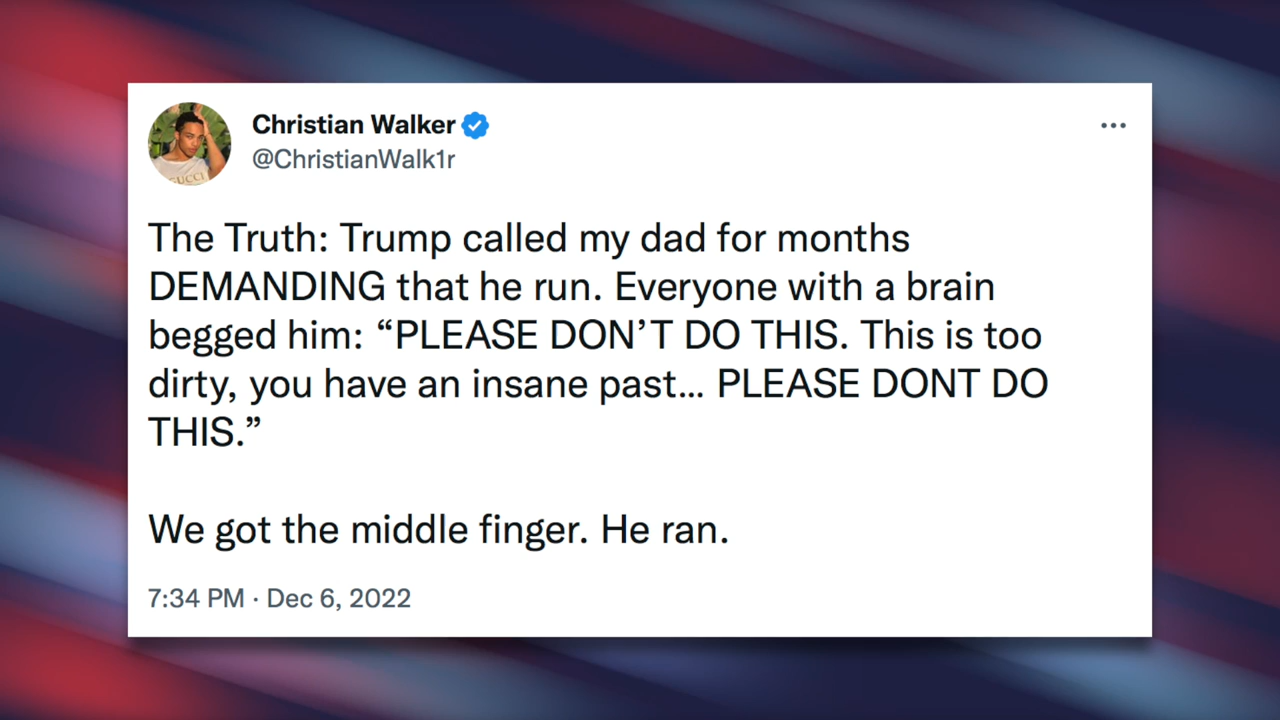 Christian Walker
@ChristianWalk1r
The Truth: Trump called my dad for months
DEMANDING that he run. Everyone with a brain
begged him: “PLEASE DON’T DO THIS. This is too
dirty, you have an insane past... PLEASE DONT DO
THIS.”
We got the middle finger. He ran.
7:34 PM · Dec 6, 2022
GUCCI